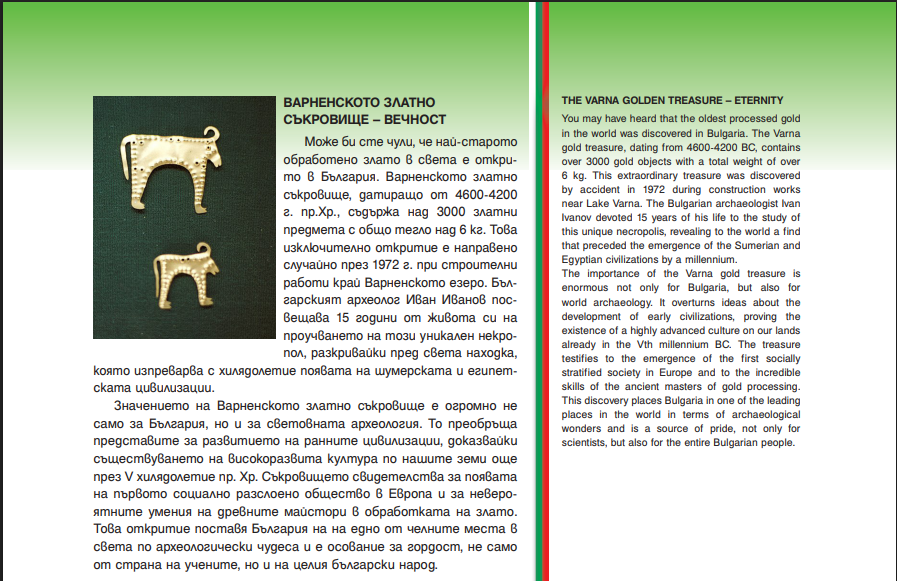 ВАРНЕНСКОТО ЗЛАТНО
СЪКРОВИЩЕ – ВЕЧНОСТ
Може би сте чули, че най-старото
обработено злато в света е откри-
то в България. Варненското златно
съкровище, датиращо от 4600-4200
г. пр.Хр., съдържа над 3000 златни
предмета с общо тегло над 6 кг. Това
изключително откритие е направено
случайно през 1972 г. при строителни
работи край Варненското езеро. Бъл-
гарският археолог Иван Иванов пос-
вещава 15 години от живота си на
проучването на този уникален некро-
пол, разкривайки пред света находка,
която изпреварва с хилядолетие появата на шумерската и египет-
ската цивилизации.
Значението на Варненското златно съкровище е огромно не
само за България, но и за световната археология. То преобръща
представите за развитието на ранните цивилизации, доказвайки
съществуването на високоразвита култура по нашите земи още
през V хилядолетие пр. Хр. Съкровището свидетелства за появата
на първото социално разслоено общество в Европа и за неверо-
ятните умения на древните майстори в обработката на злато.
Това откритие поставя България на на едно от челните места в
света по археологически чудеса и е осование за гордост, не само
от страна на учените, но и на целия български народ.
THE VARNA GOLDEN TREASURE – ETERNITY
You may have heard that the oldest processed gold
in the world was discovered in Bulgaria. The Varna
gold treasure, dating from 4600-4200 BC, contains
over 3000 gold objects with a total weight of over
6 kg. This extraordinary treasure was discovered
by accident in 1972 during construction works
near Lake Varna. The Bulgarian archaeologist Ivan
Ivanov devoted 15 years of his life to the study of
this unique necropolis, revealing to the world a find
that preceded the emergence of the Sumerian and
Egyptian civilizations by a millennium.
The importance of the Varna gold treasure is
enormous not only for Bulgaria, but also for
world archaeology. It overturns ideas about the
development of early civilizations, proving the
existence of a highly advanced culture on our lands
already in the Vth millennium BC. The treasure
testifies to the emergence of the first socially
stratified society in Europe and to the incredible
skills of the ancient masters of gold processing.
This discovery places Bulgaria in one of the leading
places in the world in terms of archaeological
wonders and is a source of pride, not only for
scientists, but also for the entire Bulgarian people.